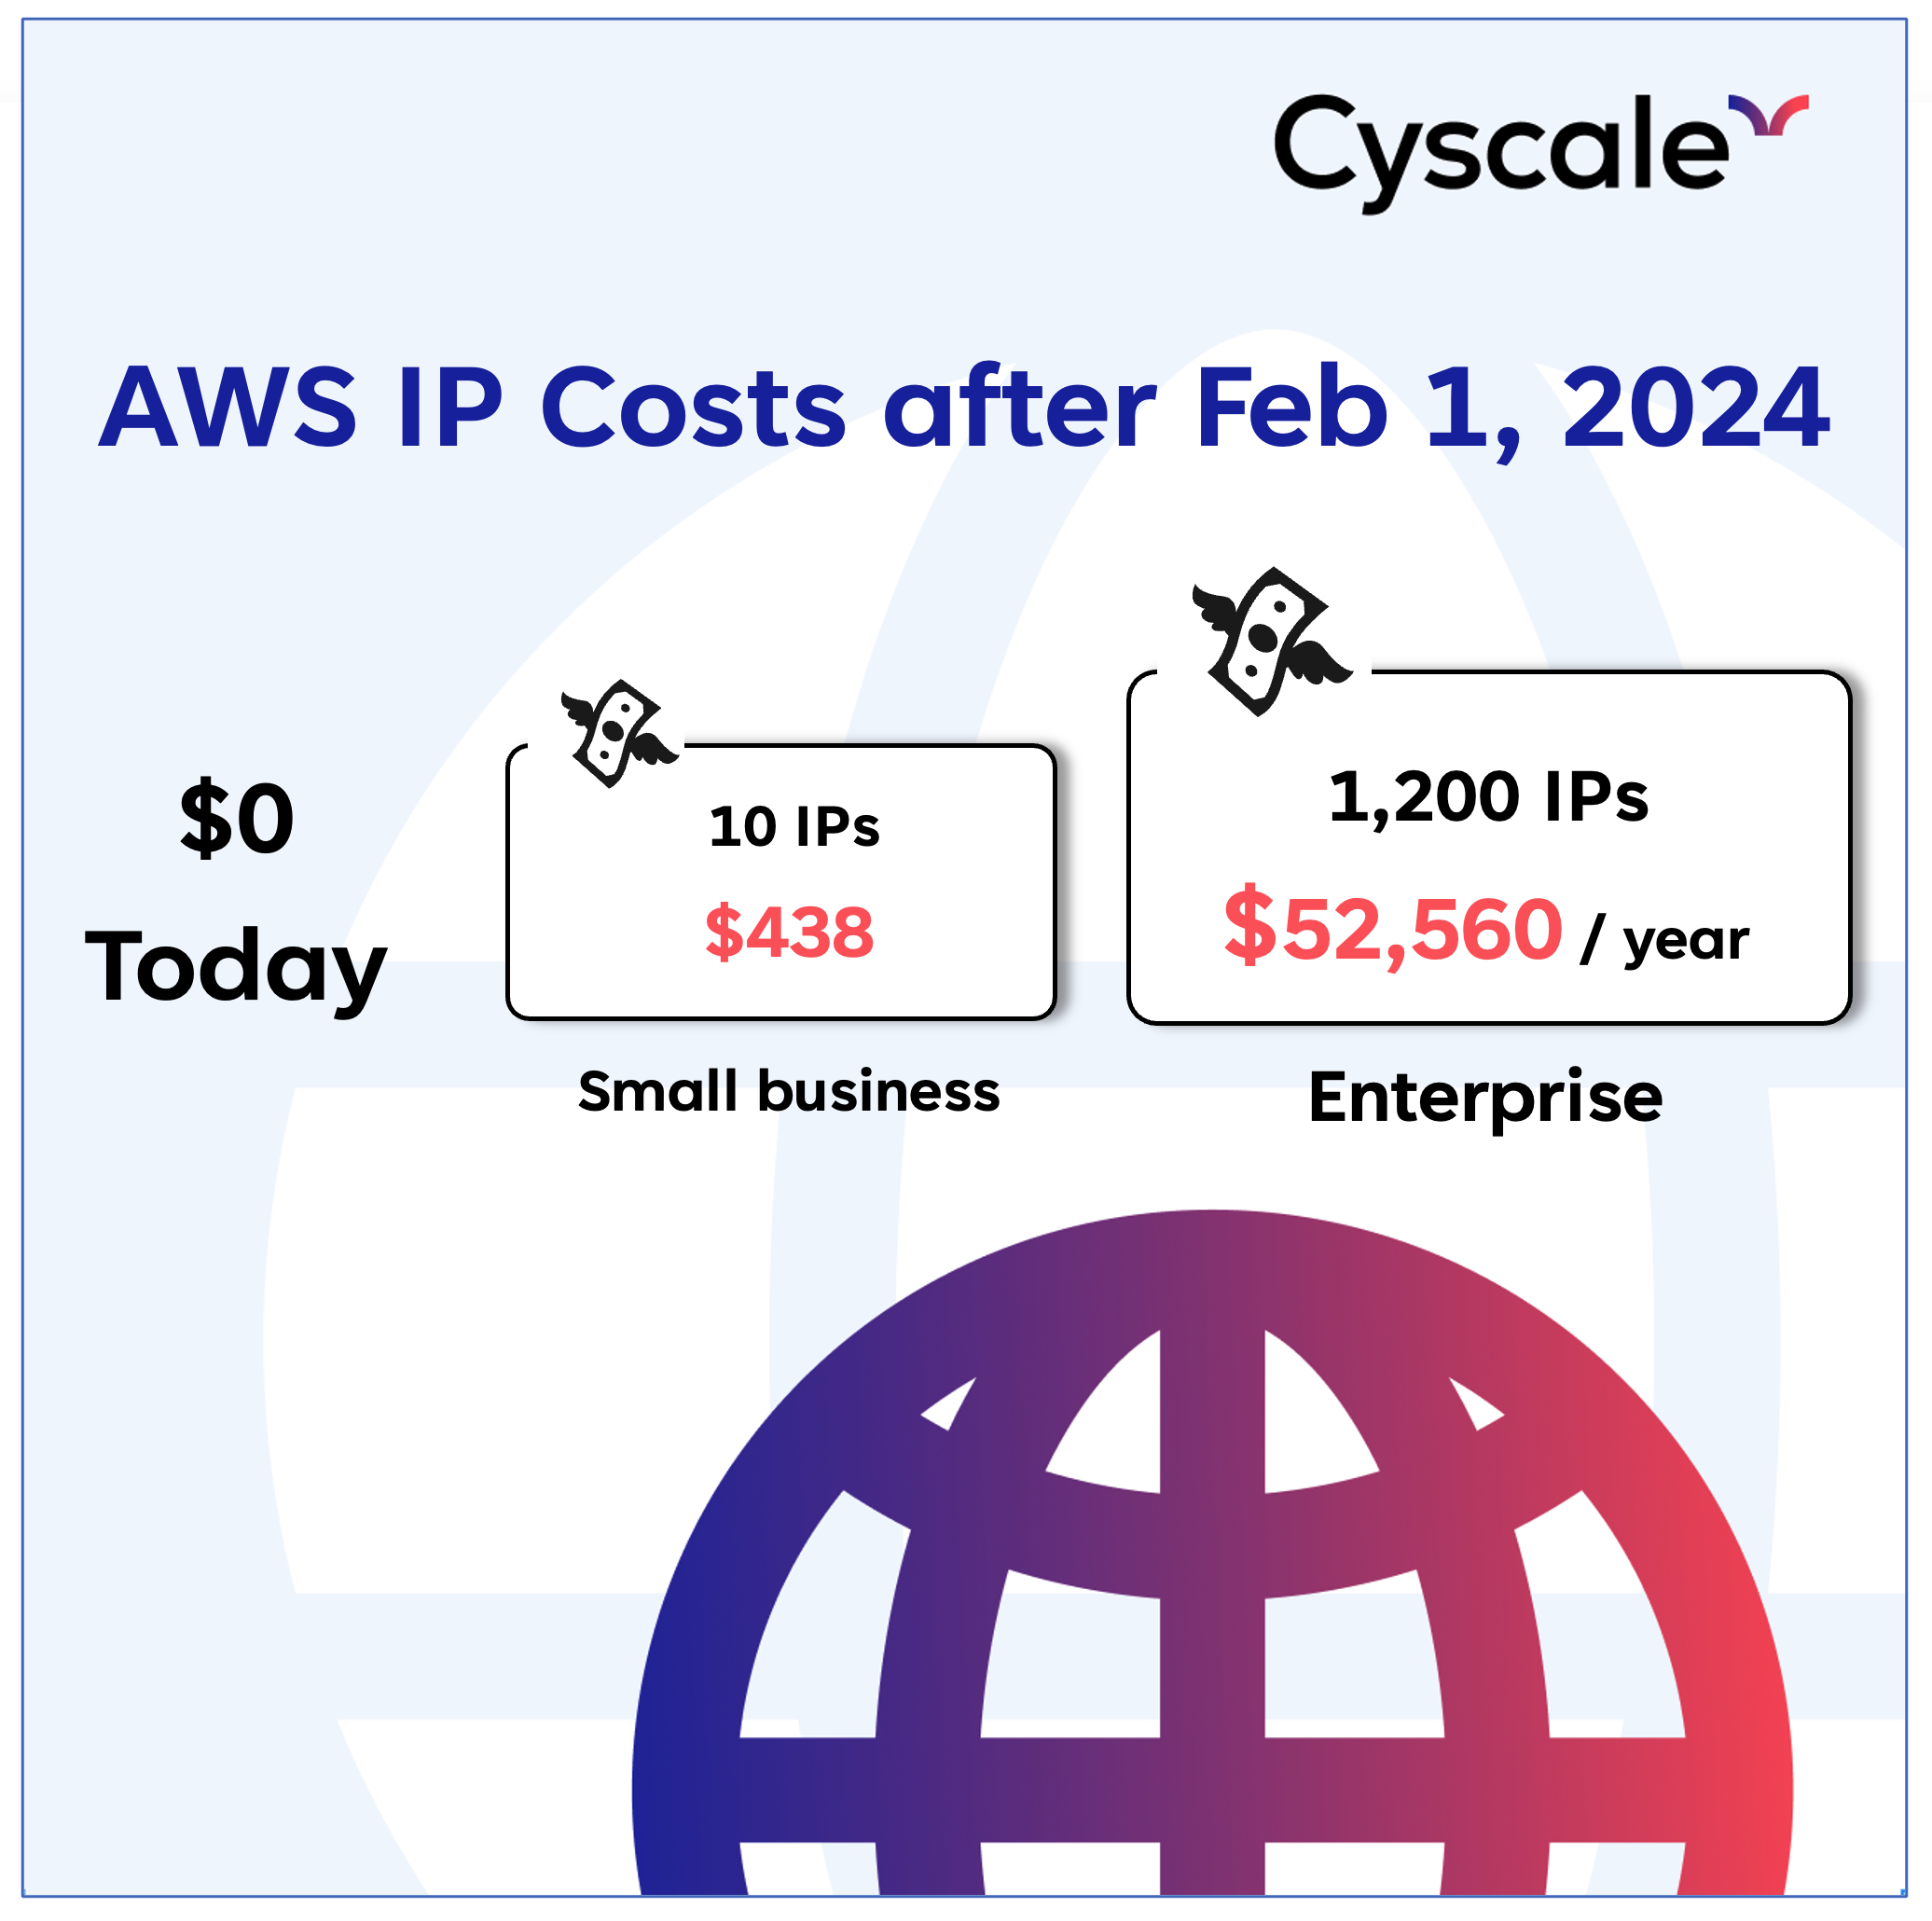 Cyscale
AWS IP Costs after Feb 1, 2024
$0
Today
10 IPs
$438
Small business
1,200 IPs
$52,560 / year
Enterprise